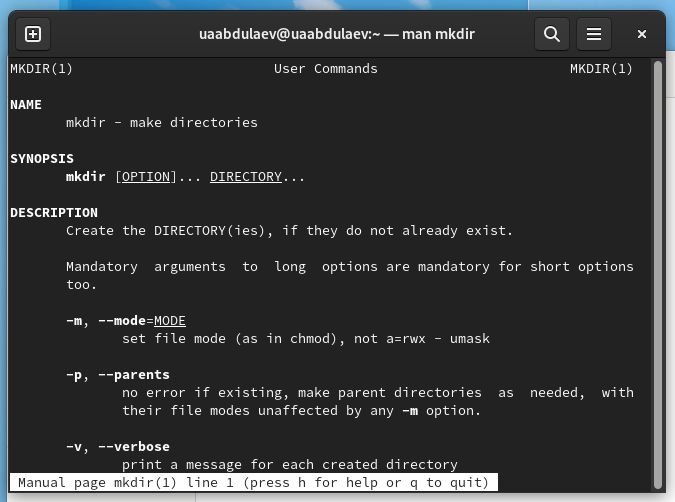 uaabdulaev@uaabdulaev:~ — man mkdir
MKDIR(1) User Commands MKDIR(1)
NAME
mkdir - make directories
SYNOPSIS
mkdir [OPTION]... DIRECTORY...
DESCRIPTION
Create the DIRECTORY(ies), if they do not already exist.
Mandatory arguments to long options are mandatory for short options
too.
-m, --mode=MODE
set file mode (as in chmod), not a=rwx - umask
-p, --parents
no error if existing, make parent directories as needed, with
their file modes unaffected by any -m option.
-v, --verbose
print a message for each created directory
Manual page mkdir(1) line 1 (press h for help or q to quit)